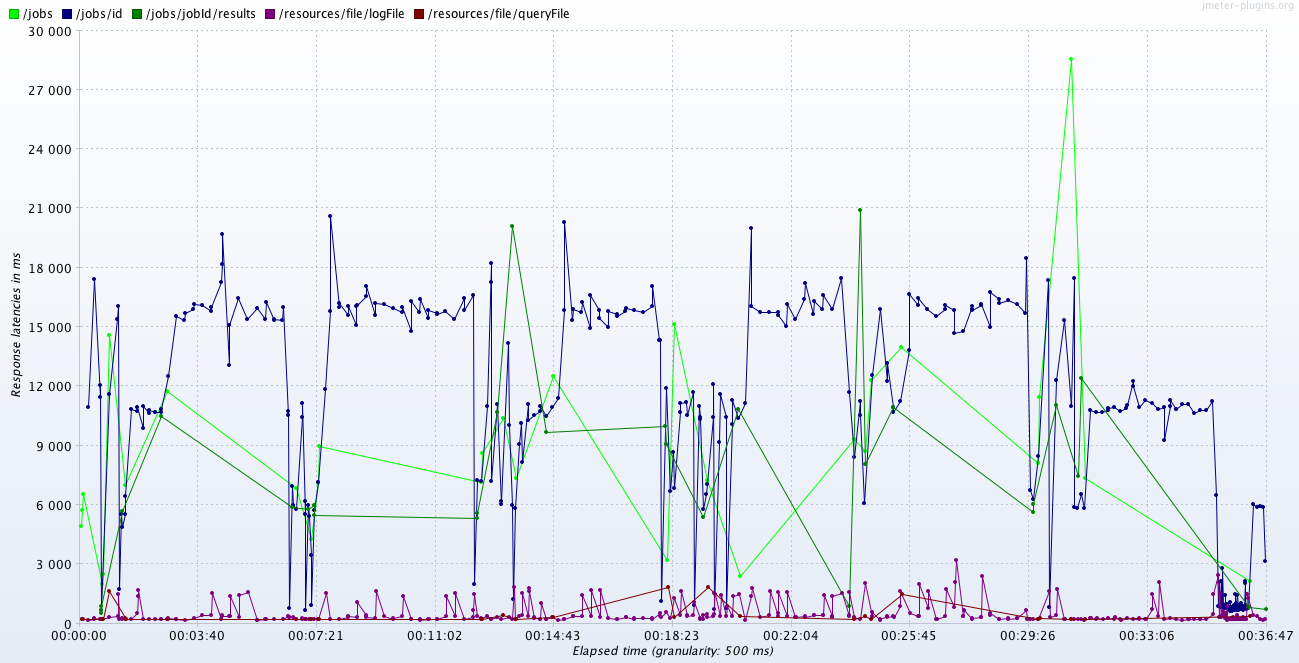 jmeter-plugins.org
/jobs /jobs/id /jobs/jobId/results /resources/file/logFile /resources/file/queryFile
30 000
27 000
24 000
21 000
18 000
15 000
12 000
9 000
6 000
3 000
0
Response latencies in ms
00:00:00 00:03:40 00:07:21 00:11:02 00:14:43 00:18:23 00:22:04 00:25:45 00:29:26 00:33:06 00:36:47
Elapsed time (granularity: 500 ms)